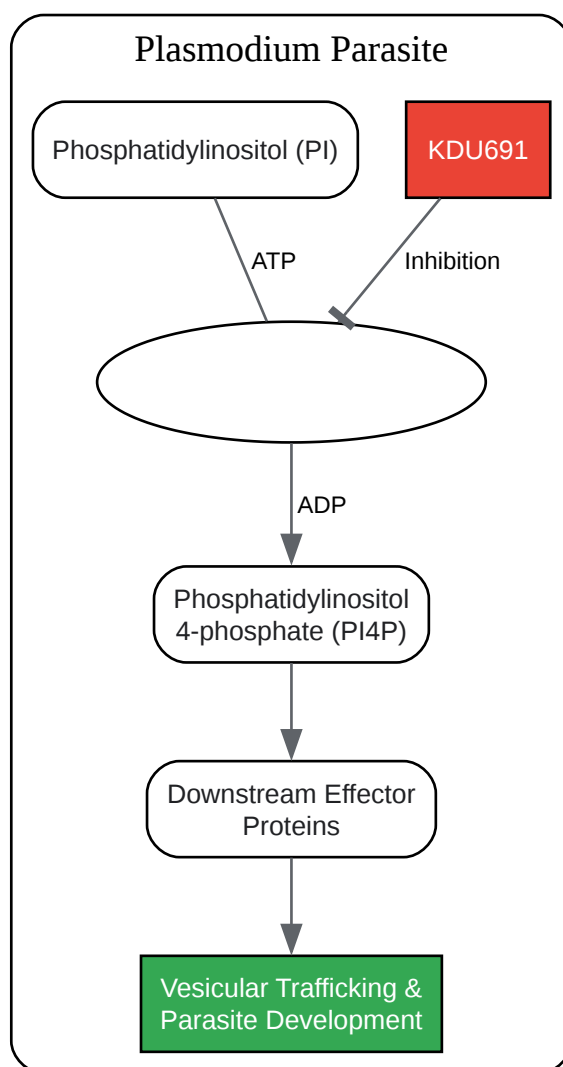 Plasmodium Parasite
Phosphatidylinositol (PI)
KDU691
ATP
Inhibition
ADP
Phosphatidylinositol
4-phosphate (PI4P)
Downstream Effector
Proteins
Vesicular Trafficking &
Parasite Development